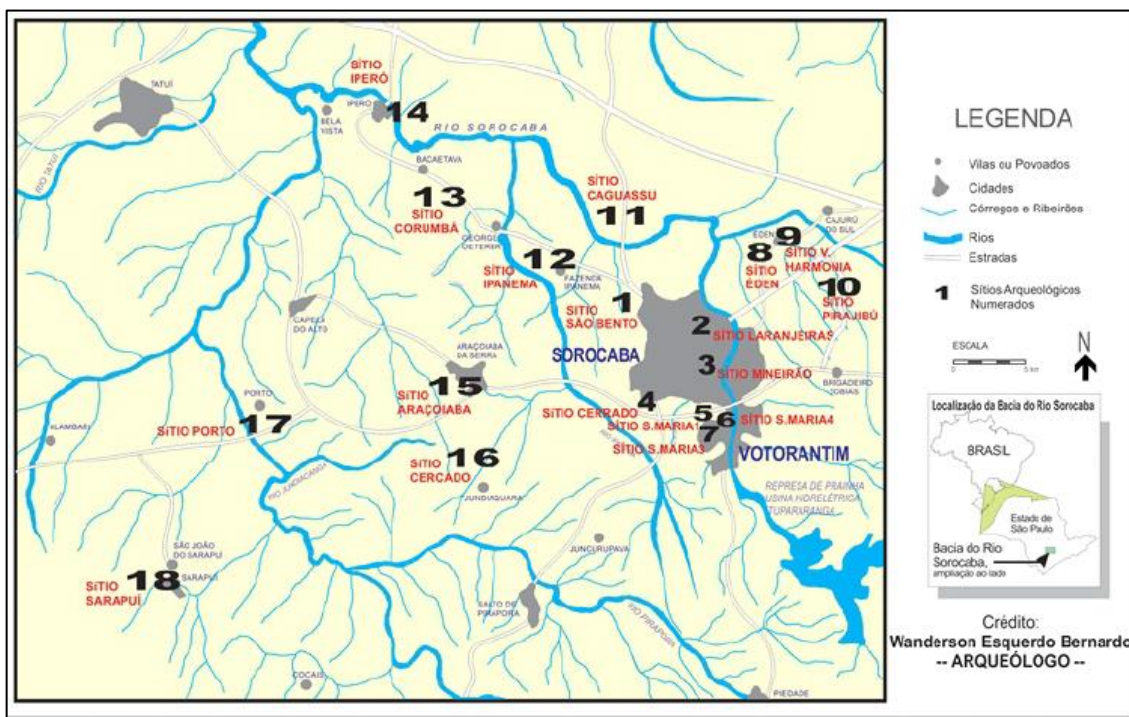 TATUÍ
RIO TATUÍ
SÍTIO
IPERÓ
IPERÓ
14
BELA
VISTA
RIO SOROCABA
BACAETAVA
13
SÍTIO
CORUMBÁ
SÍTIO
CAGUASSU
11
CAJURÚ
DO SUL
EDEN
8
9
SÍTIO V.
HARMONIA
SÍTIO
ÉDEN
10
SÍTIO
PIRAJIBÚ
SÍTIO
IPANEMA
12
FAZENDA
IPANEMA
SÍTIO
SÃO BENTO
1
2
SÍTIO LARANJEIRAS
SOROCABA
3
SÍTIO MINEIRÃO
BRIGADEIRO
TOBIAS
CAPELA
DO ALTO
ARAÇOIABA
DA SERRA
15
SÍTIO
ARAÇOIABA
4
SÍTIO CERRADO
5
6
7
SÍTIO S.MARIA1
SÍTIO S.MARIA4
SÍTIO S.MARIA3
VOTORANTIM
PORTO
SÍTIO PORTO
17
16
SÍTIO
CERCADO
JUNDIAQUARA
REPRESA DE PRAINHA
USINA HIDRELÉTRICA
ITUPARARANGA
SÃO JOÃO
DO SARAPUÍ
SARAPUÍ
18
SÍTIO
SARAPUÍ
SALTO DE
PIRAPORA
RIO PIRAPORA
COCAIS
PIEDADE
LEGENDA
Vilas ou Povoados
Cidades
Córregos e Ribeirões
Rios
Estradas
1
Sítios Arqueológicos
Numerados
ESCALA
0
5 km
N
Localização da Bacia do Rio Sorocaba
BRASIL
Estado de
São Paulo
Bacia do Rio
Sorocaba,
ampliação ao lado
Crédito:
Wanderson Esquerdo Bernardo
-- ARQUEÓLOGO --